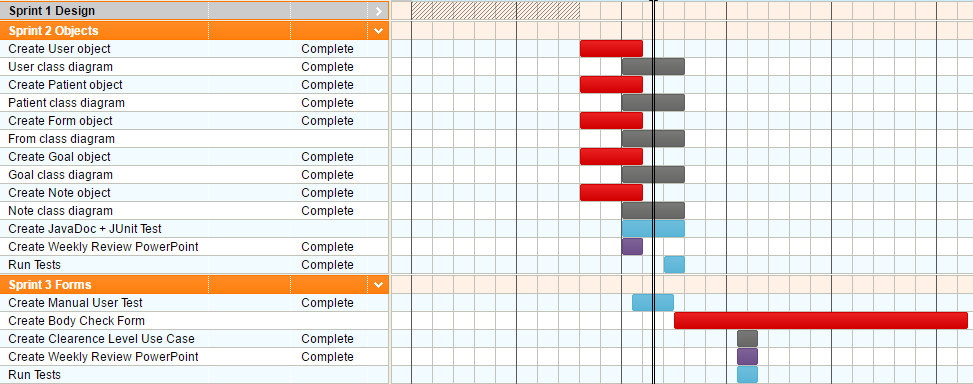 Sprint 1 Design
Sprint 2 Objects
Create User object Complete
User class diagram Complete
Create Patient object Complete
Patient class diagram Complete
Create Form object Complete
From class diagram
Create Goal object Complete
Goal class diagram Complete
Create Note object Complete
Note class diagram Complete
Create JavaDoc + JUnit Test
Create Weekly Review PowerPoint Complete
Run Tests Complete
Sprint 3 Forms
Create Manual User Test Complete
Create Body Check Form
Create Clearence Level Use Case Complete
Create Weekly Review PowerPoint Complete
Run Tests Complete